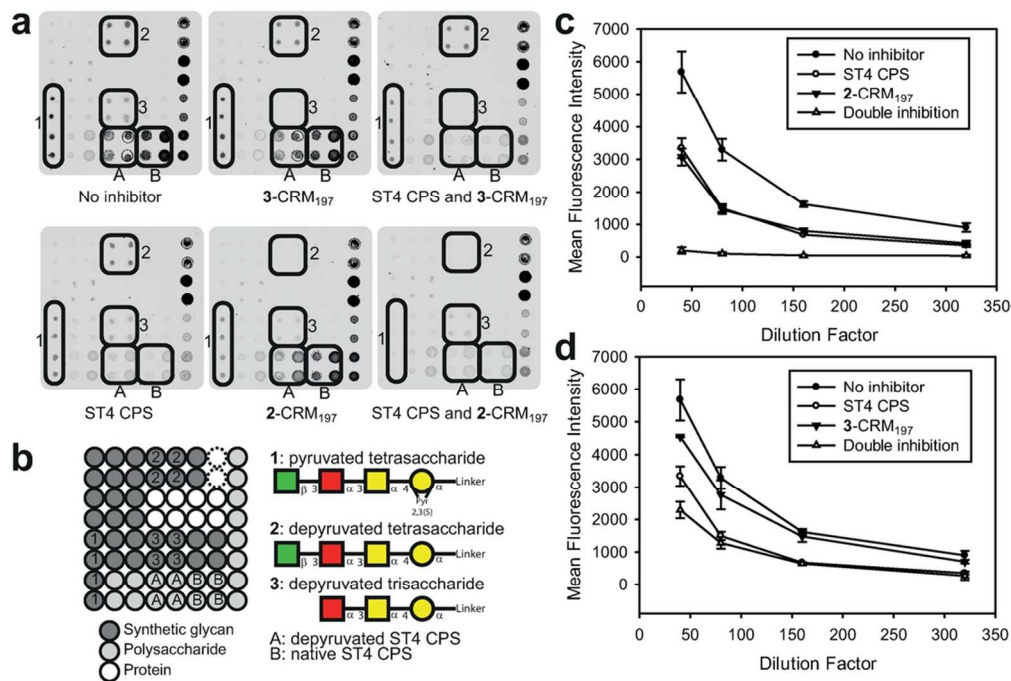 a
2
3
1
A B
No inhibitor
2
3
1
A B
3-CRM197
2
3
1
A B
ST4 CPS and 3-CRM197
2
3
1
A B
ST4 CPS
2
3
1
A B
2-CRM197
2
3
1
A B
ST4 CPS and 2-CRM197
b
2 2
2 2
1 3 3
1 3 3
1 A A B B
1 A A B B
Synthetic glycan
Polysaccharide
Protein
1: pyruvated tetrasaccharide
β 3 α 3 α 4 α Linker
Pyr
2,3(S)
2: depyruvated tetrasaccharide
β 3 α 3 α 4 α Linker
3: depyruvated trisaccharide
α 3 α 4 α Linker
A: depyruvated ST4 CPS
B: native ST4 CPS
c
Mean Fluorescence Intensity
7000
6000
5000
4000
3000
2000
1000
0
No inhibitor
ST4 CPS
2-CRM197
Double inhibition
0 50 100 150 200 250 300 350
Dilution Factor
d
Mean Fluorescence Intensity
7000
6000
5000
4000
3000
2000
1000
0
No inhibitor
ST4 CPS
3-CRM197
Double inhibition
0 50 100 150 200 250 300 350
Dilution Factor